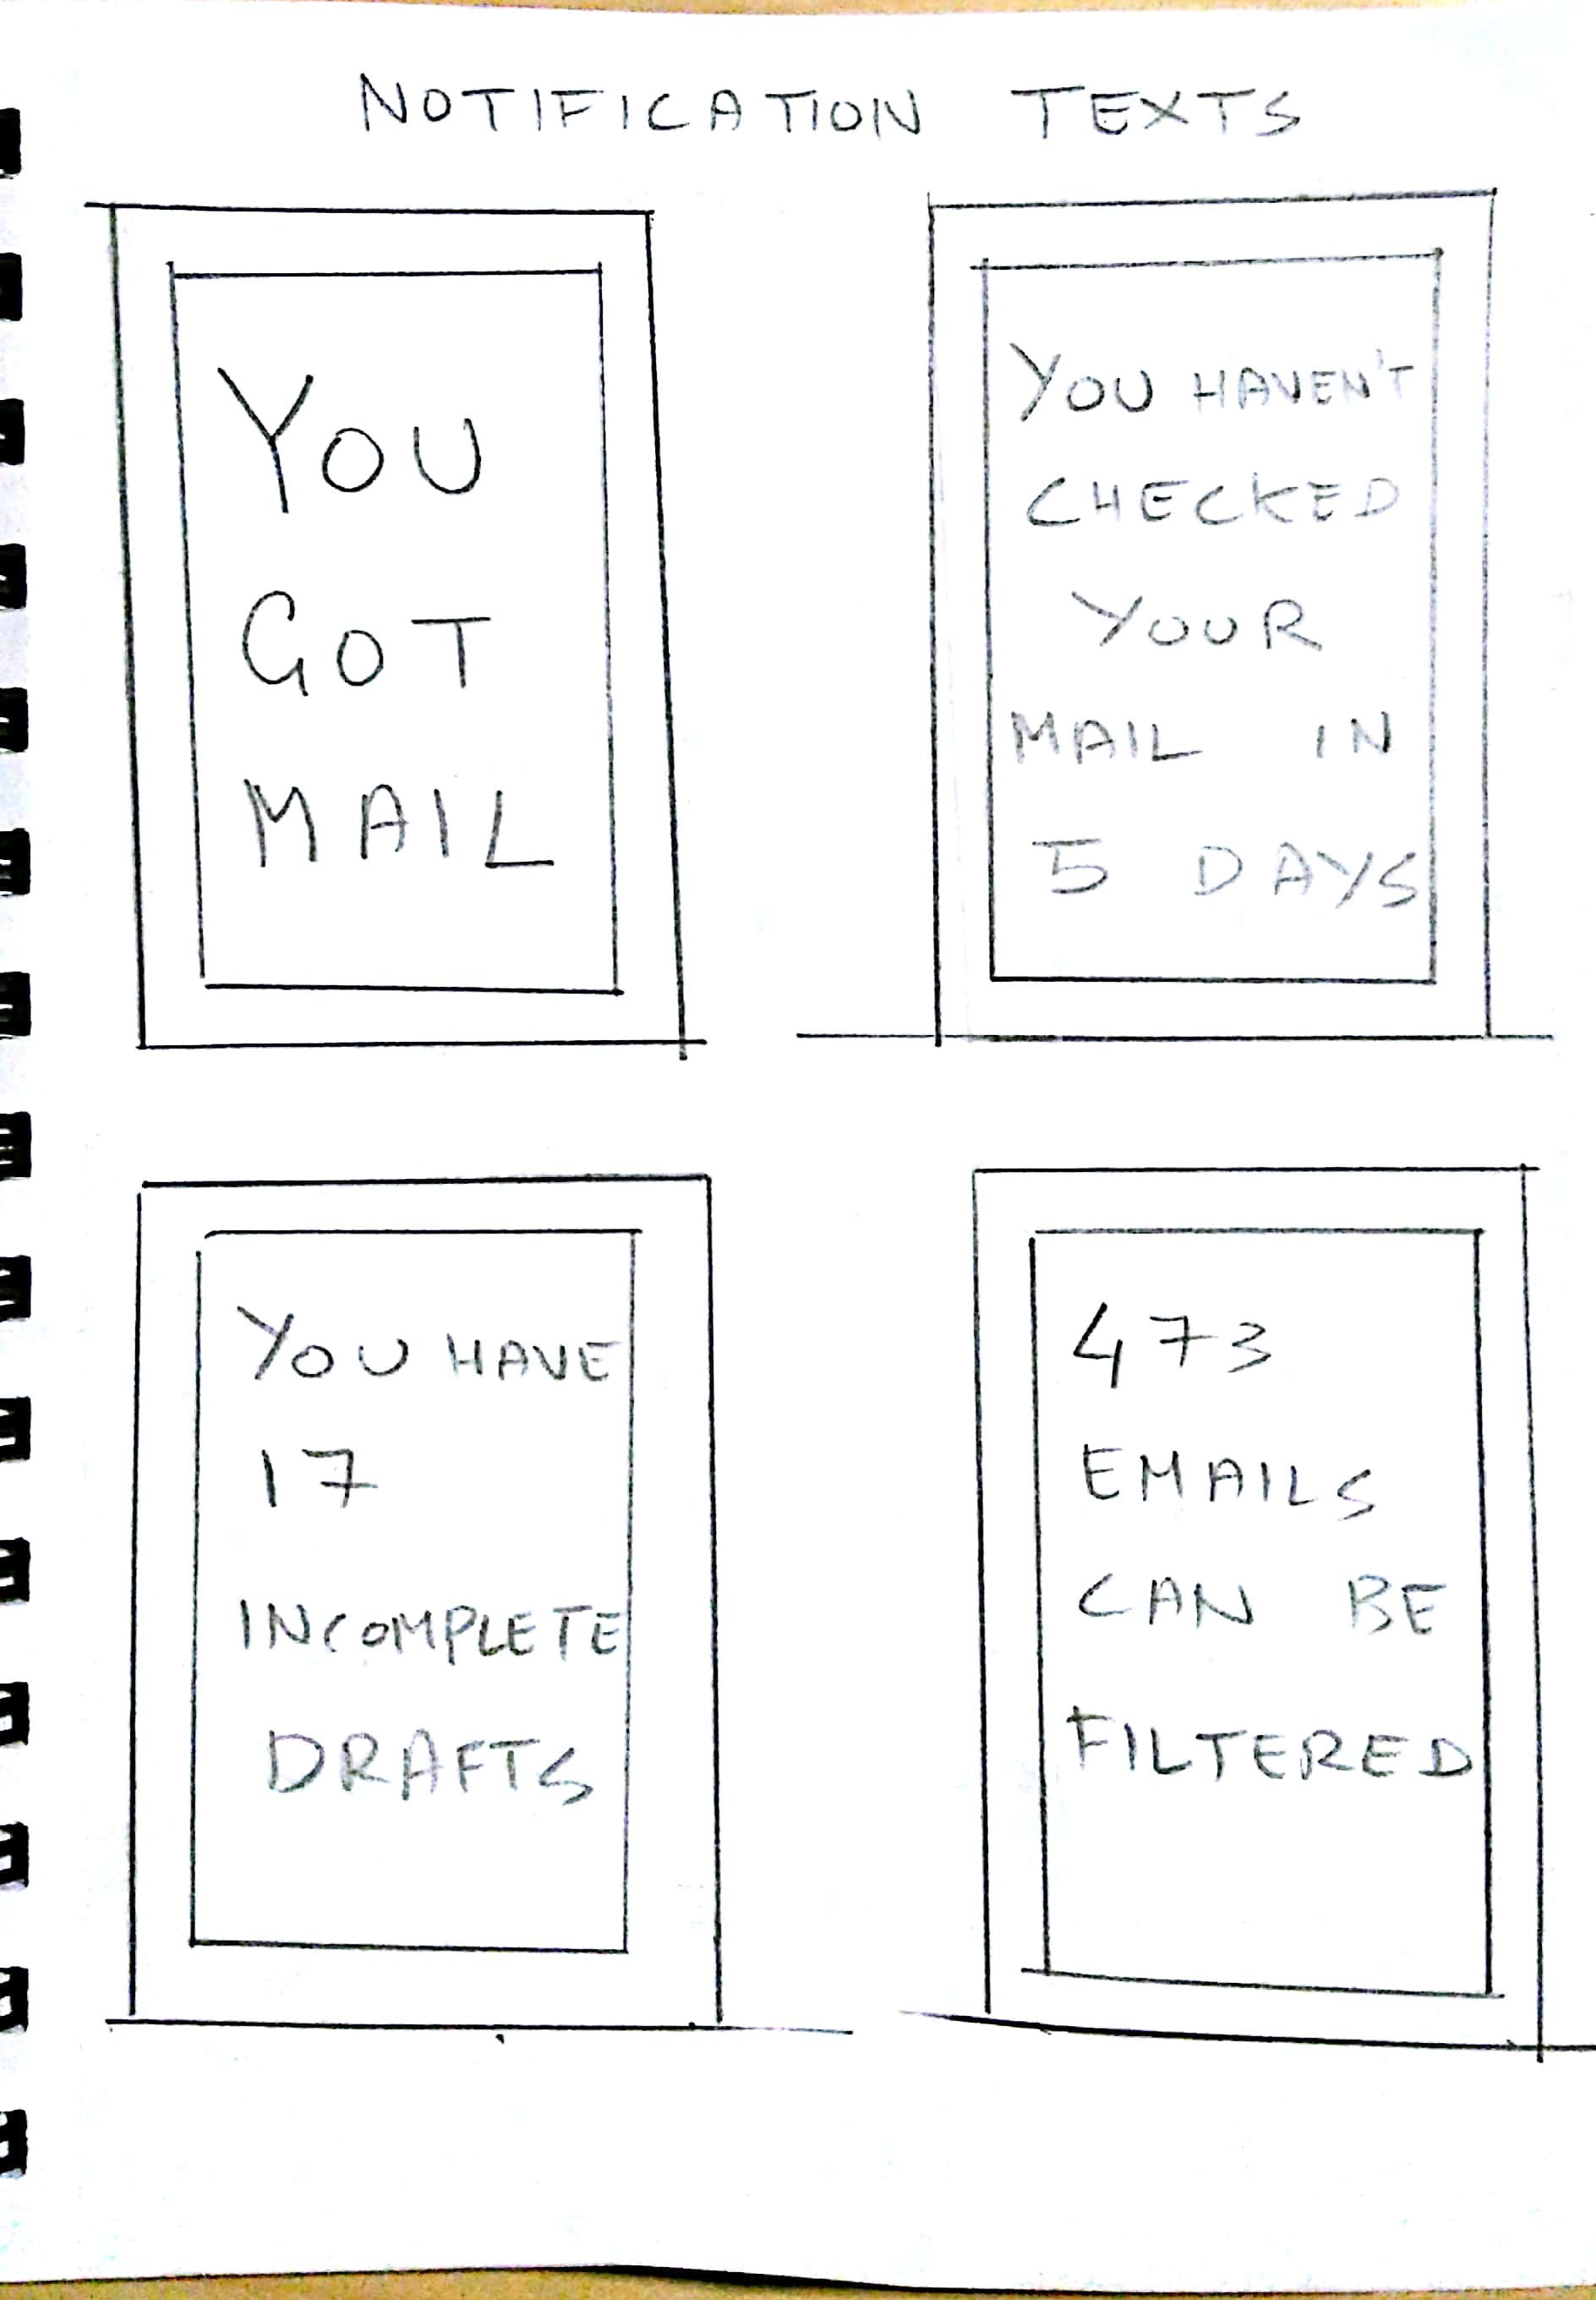 NOTIFICATION TEXTS
YOU
GOT
MAIL
YOU HAVEN'T
CHECKED
YOUR
MAIL IN
5 DAYS
YOU HAVE
17
INCOMPLETE
DRAFTS
473
EMAILS
CAN BE
FILTERED